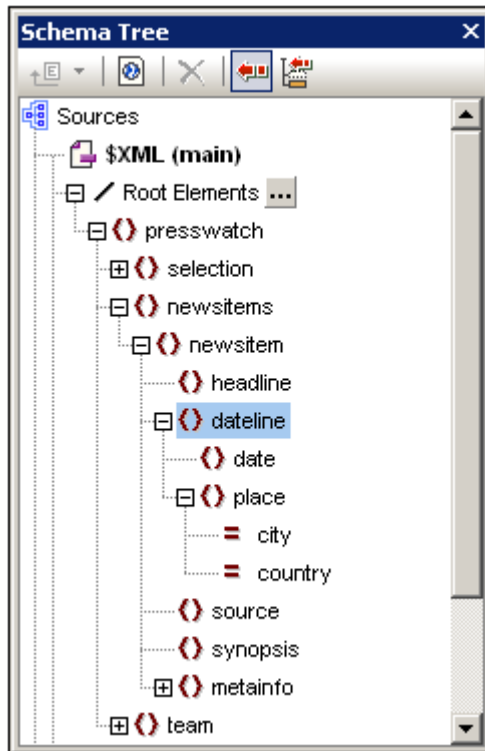 Schema Tree
Sources
$XML (main)
Root Elements ...
presswatch
selection
newsitems
newsitem
headline
dateline
date
place
city
country
source
synopsis
metainfo
team